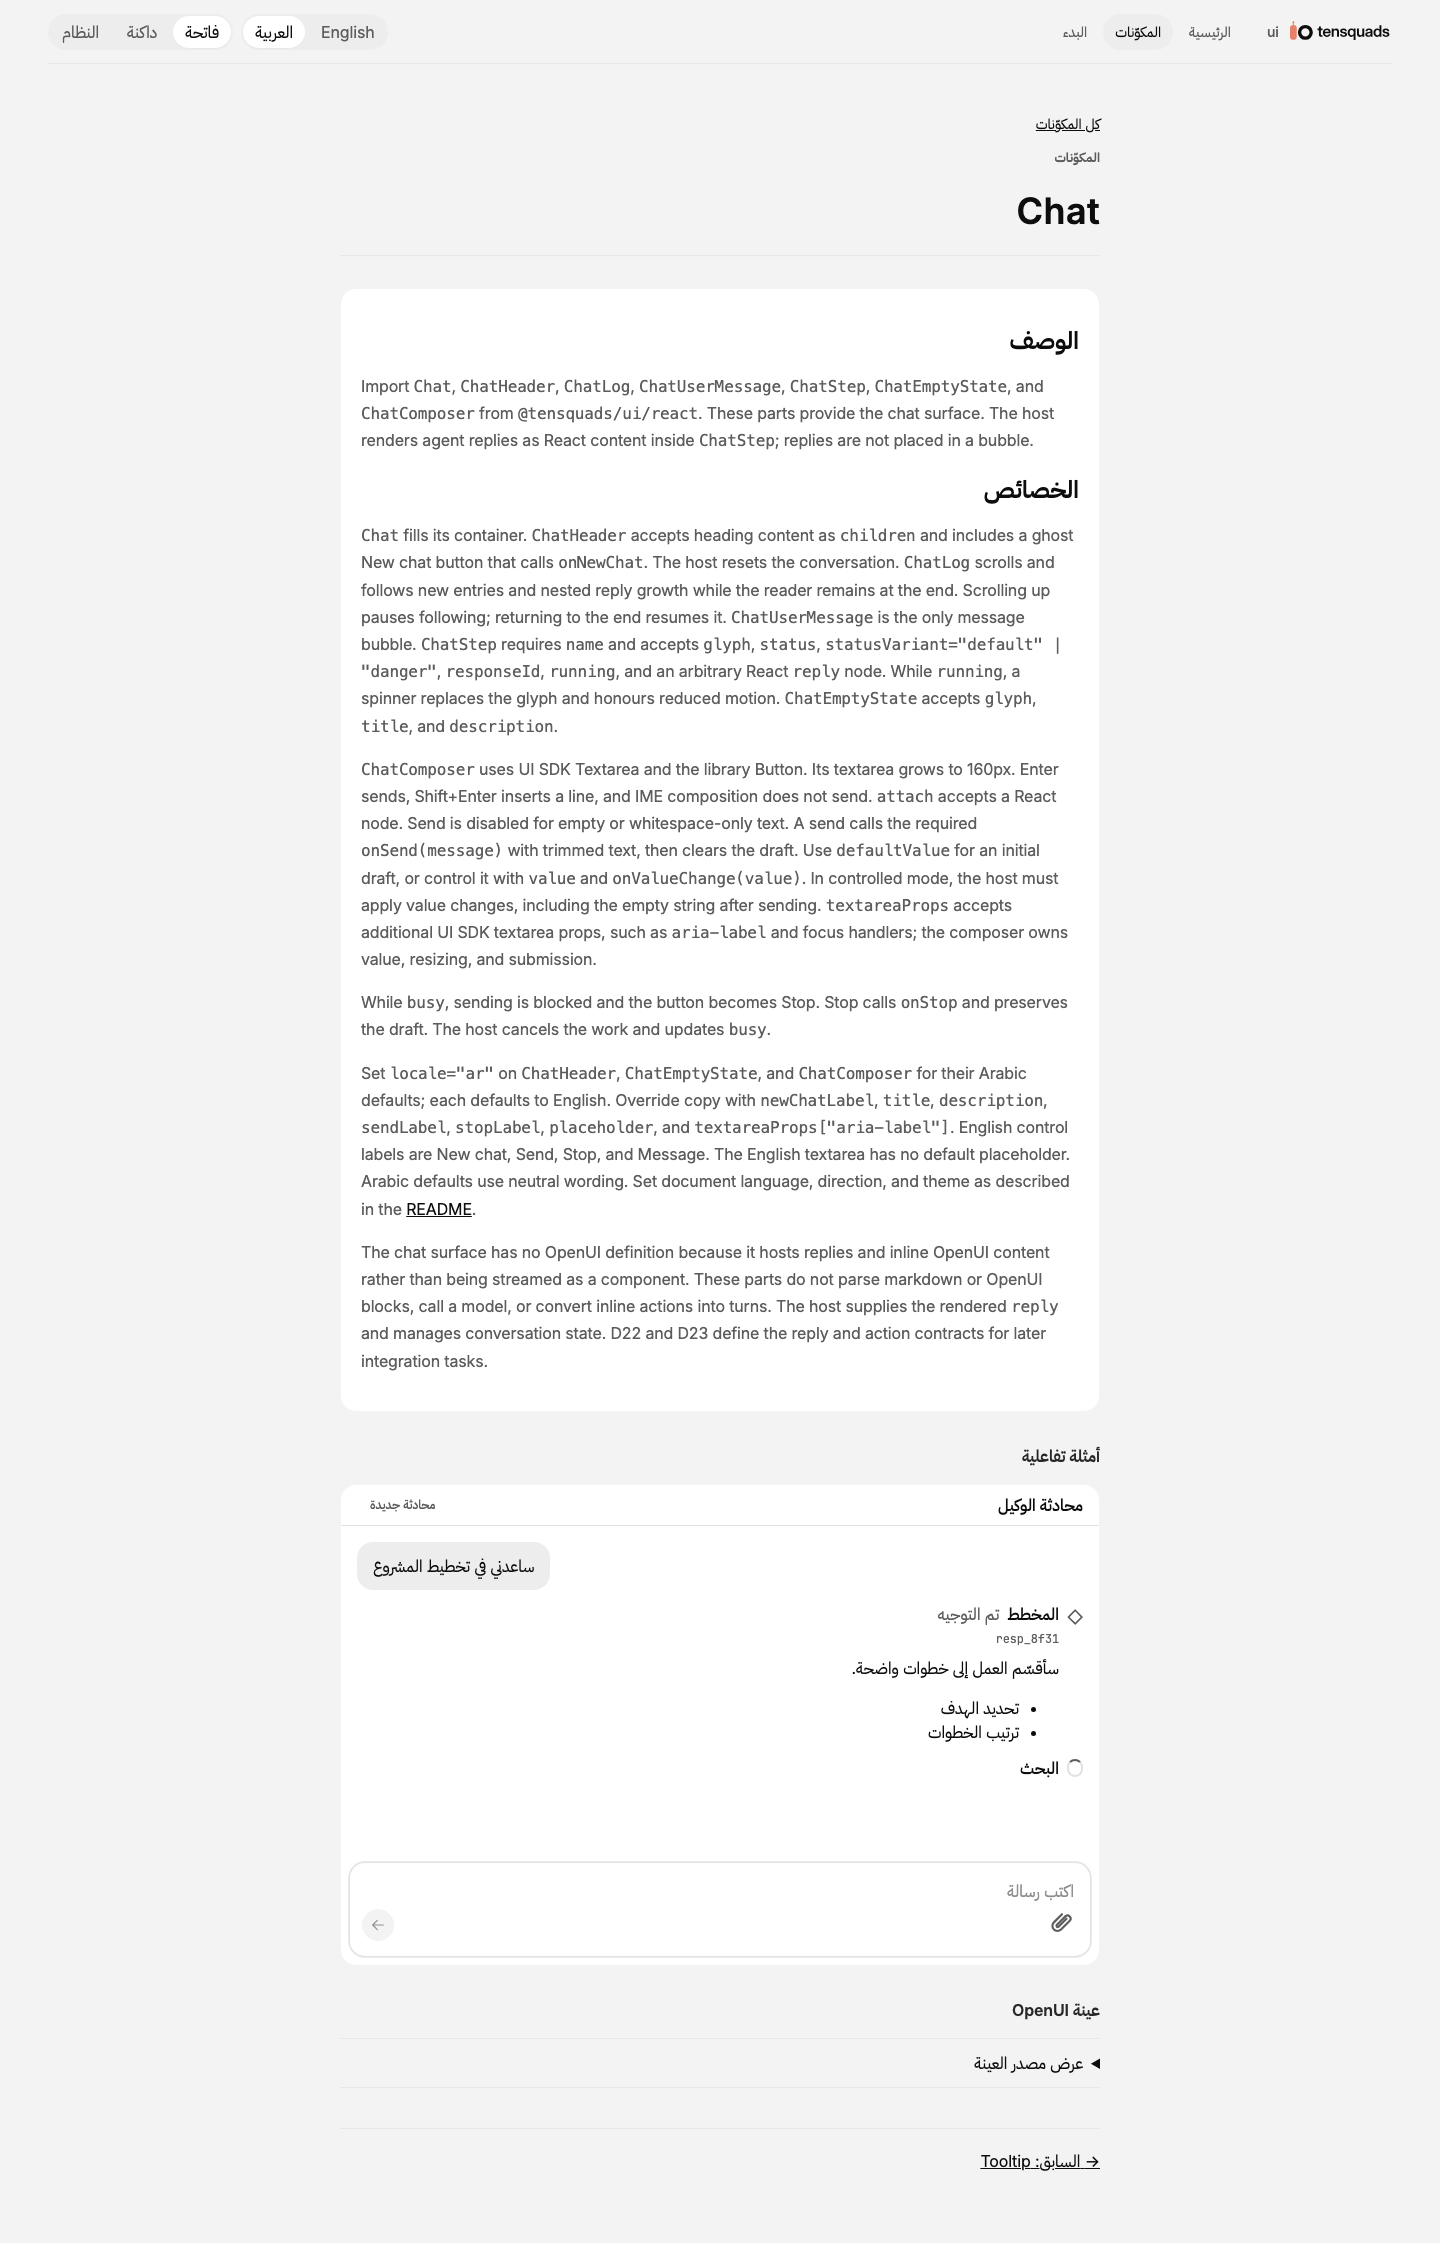 tensquads ui الرئيسية المكوّنات البدء English العربية فاتحة داكنة النظام
كل المكوّنات
المكوّنات
Chat
الوصف
Import Chat, ChatHeader, ChatLog, ChatUserMessage, ChatStep, ChatEmptyState, and
ChatComposer from @tensquads/ui/react. These parts provide the chat surface. The host
renders agent replies as React content inside ChatStep; replies are not placed in a bubble.
الخصائص
Chat fills its container. ChatHeader accepts heading content as children and includes a ghost
New chat button that calls onNewChat. The host resets the conversation. ChatLog scrolls and
follows new entries and nested reply growth while the reader remains at the end. Scrolling up
pauses following; returning to the end resumes it. ChatUserMessage is the only message
bubble. ChatStep requires name and accepts glyph, status, statusVariant="default" |
"danger", responseId, running, and an arbitrary React reply node. While running, a
spinner replaces the glyph and honours reduced motion. ChatEmptyState accepts glyph,
title, and description.
ChatComposer uses UI SDK Textarea and the library Button. Its textarea grows to 160px. Enter
sends, Shift+Enter inserts a line, and IME composition does not send. attach accepts a React
node. Send is disabled for empty or whitespace-only text. A send calls the required
onSend(message) with trimmed text, then clears the draft. Use defaultValue for an initial
draft, or control it with value and onValueChange(value). In controlled mode, the host must
apply value changes, including the empty string after sending. textareaProps accepts
additional UI SDK textarea props, such as aria-label and focus handlers; the composer owns
value, resizing, and submission.
While busy, sending is blocked and the button becomes Stop. Stop calls onStop and preserves
the draft. The host cancels the work and updates busy.
Set locale="ar" on ChatHeader, ChatEmptyState, and ChatComposer for their Arabic
defaults; each defaults to English. Override copy with newChatLabel, title, description,
sendLabel, stopLabel, placeholder, and textareaProps["aria-label"]. English control
labels are New chat, Send, Stop, and Message. The English textarea has no default placeholder.
Arabic defaults use neutral wording. Set document language, direction, and theme as described
in the README.
The chat surface has no OpenUI definition because it hosts replies and inline OpenUI content
rather than being streamed as a component. These parts do not parse markdown or OpenUI
blocks, call a model, or convert inline actions into turns. The host supplies the rendered reply
and manages conversation state. D22 and D23 define the reply and action contracts for later
integration tasks.
أمثلة تفاعلية
محادثة الوكيل محادثة جديدة
ساعدني في تخطيط المشروع
المخطط تم التوجيه
resp_8f31
سأقسّم العمل إلى خطوات واضحة.
• تحديد الهدف
• ترتيب الخطوات
البحث
اكتب رسالة
عينة OpenUI
عرض مصدر العينة
→ السابق: Tooltip